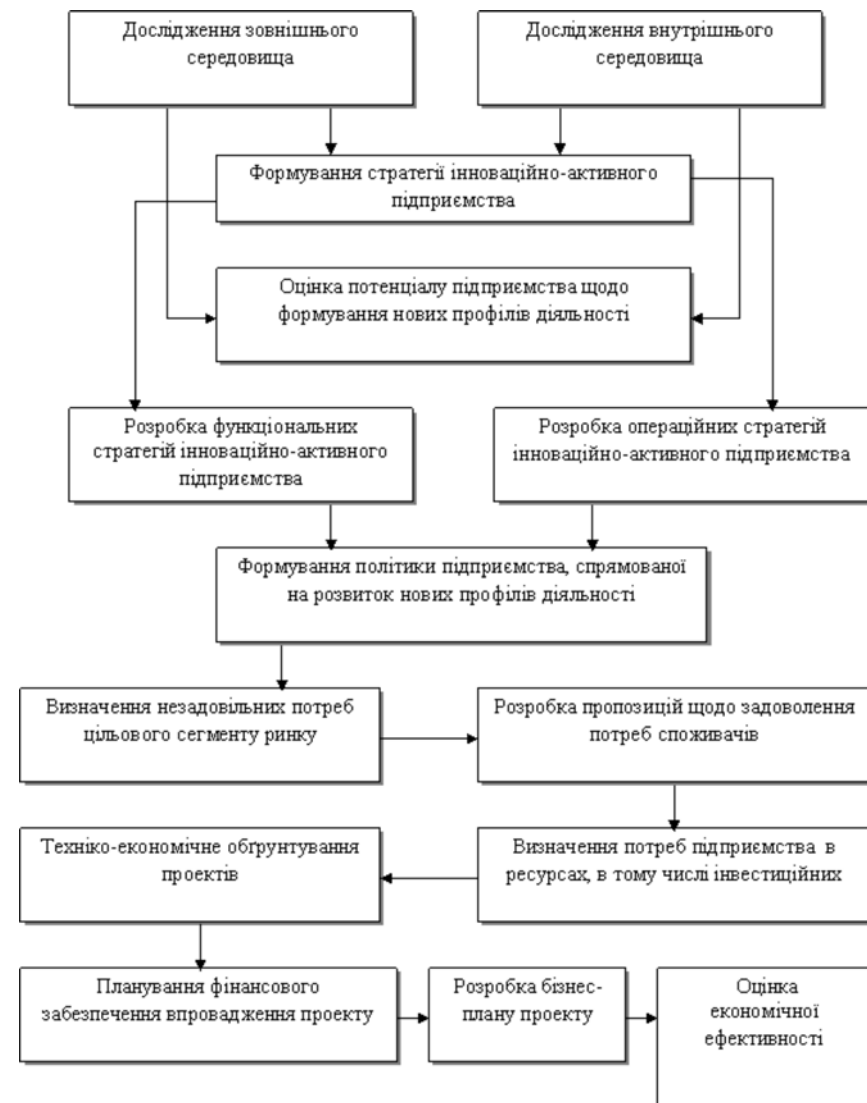 Дослідження зовнішнього
середовища
Дослідження внутрішнього
середовища
Формування стратегії інноваційно-активного
підприємства
Оцінка потенціалу підприємства щодо
формування нових профілів діяльності
Розробка функціональних
стратегій інноваційно-активного
підприємства
Розробка операційних стратегій
інноваційно-активного підприємства
Формування політики підприємства, спрямованої
на розвиток нових профілів діяльності
Визначення незадовільних потреб
цільового сегменту ринку
Розробка пропозицій щодо задоволення
потреб споживачів
Техніко-економічне обґрунтування
проектів
Визначення потреб підприємства в
ресурсах, в тому числі інвестиційних
Планування фінансового
забезпечення впровадження проекту
Розробка бізнес-
плану проекту
Оцінка
економічної
ефективності